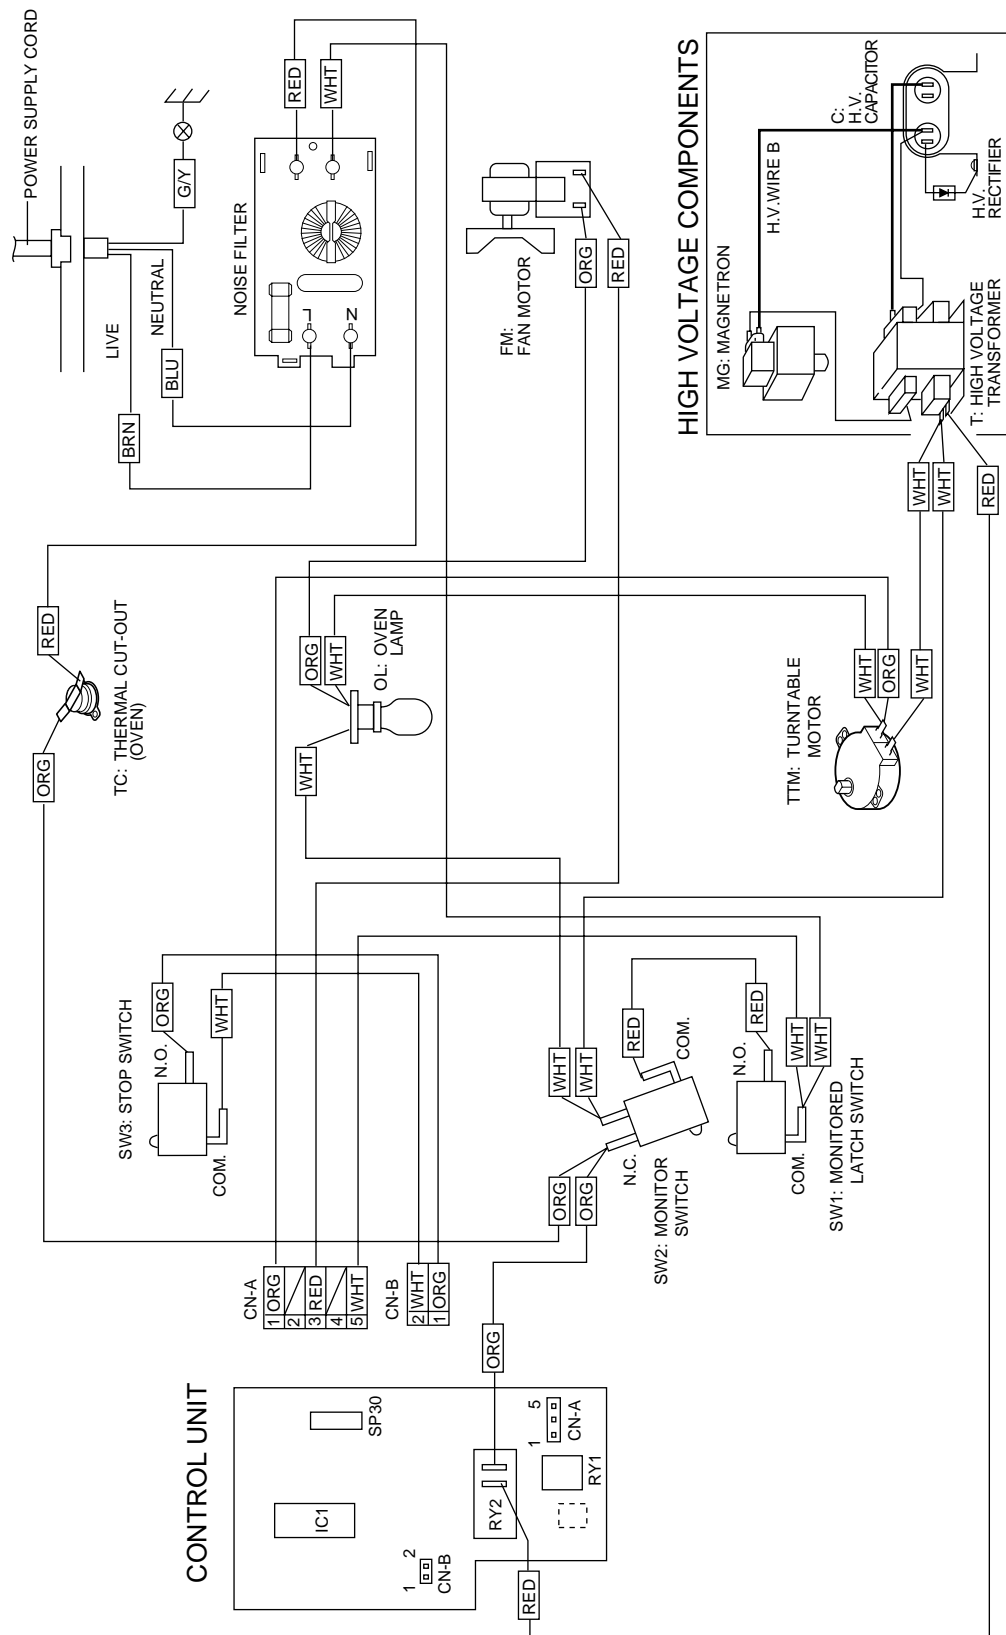 POWER SUPPLY CORD
G/Y
LIVE
NEUTRAL
BRN
BLU
RED
WHT
NOISE FILTER
L
N
TC: THERMAL CUT-OUT
(OVEN)
RED
ORG
ORG
WHT
WHT
OL: OVEN
LAMP
FM:
FAN MOTOR
ORG
RED
HIGH VOLTAGE COMPONENTS
MG: MAGNETRON
H.V.WIRE B
C:
H.V.
CAPACITOR
H.V.
RECTIFIER
T: HIGH VOLTAGE
TRANSFORMER
WHT
WHT
RED
TTM: TURNTABLE
MOTOR
WHT
ORG
WHT
SW3: STOP SWITCH
N.O.
COM.
ORG
WHT
SW2: MONITOR
SWITCH
N.C.
COM.
WHT
WHT
RED
ORG
ORG
SW1: MONITORED
LATCH SWITCH
N.O.
COM.
RED
WHT
WHT
CN-A
1 ORG
2
3 RED
4
5 WHT
CN-B
2 WHT
1 ORG
ORG
CONTROL UNIT
IC1
SP30
RY2
RY1
1 5
CN-A
1 2
CN-B
RED